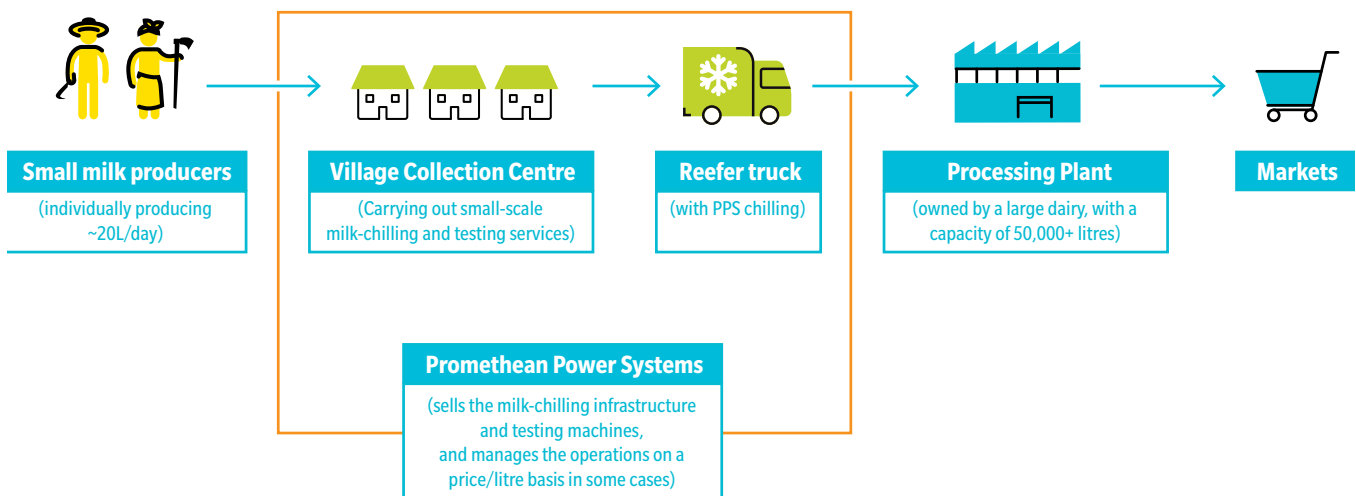 Small milk producers
(individually producing
~20L/day)
Village Collection Centre
(Carrying out small-scale
milk-chilling and testing services)
Reefer truck
(with PPS chilling)
Processing Plant
(owned by a large dairy, with a
capacity of 50,000+ litres)
Markets
Promethean Power Systems
(sells the milk-chilling infrastructure
and testing machines,
and manages the operations on a
price/litre basis in some cases)